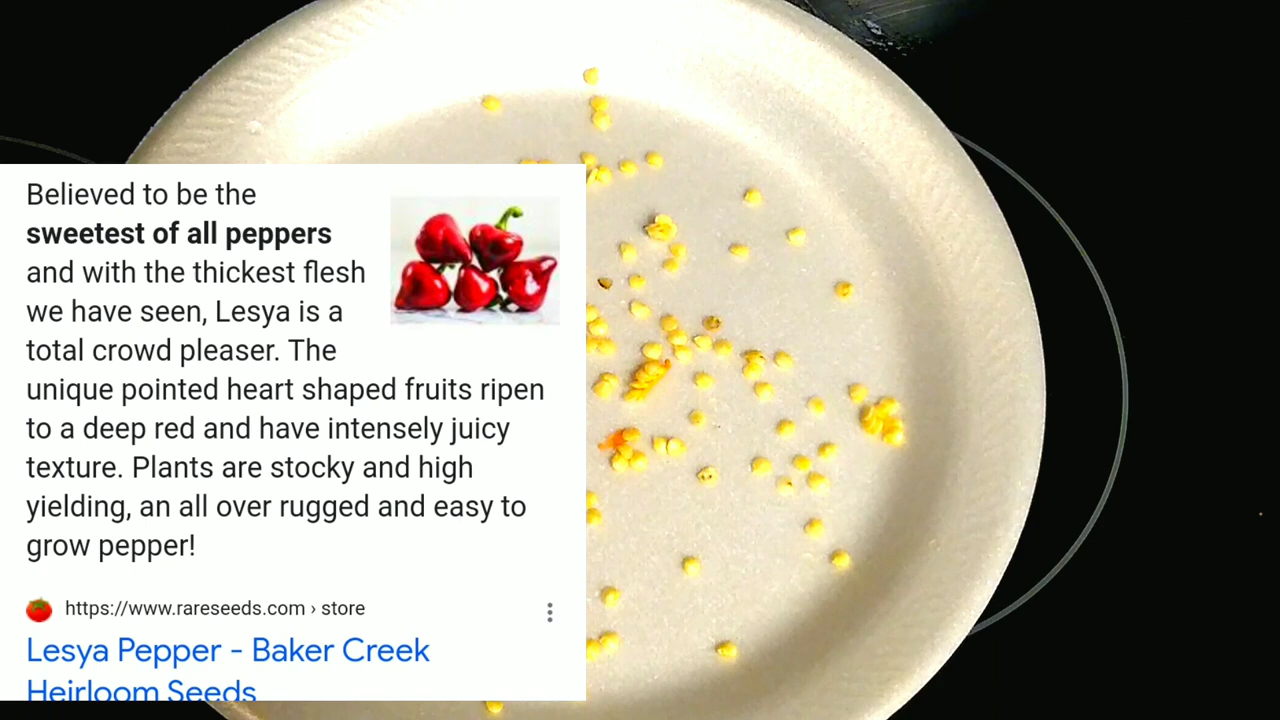 Believed to be the
sweetest of all peppers
and with the thickest flesh
we have seen, Lesya is a
total crowd pleaser. The
unique pointed heart shaped fruits ripen
to a deep red and have intensely juicy
texture. Plants are stocky and high
yielding, an all over rugged and easy to
grow pepper!
https://www.rareseeds.com › store
Lesya Pepper - Baker Creek
Heirloom Seeds